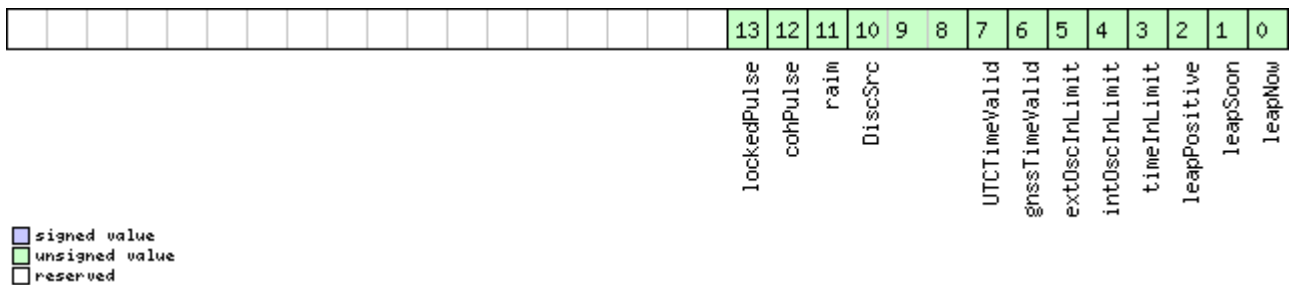 13 12 11 10 9 8 7 6 5 4 3 2 1 0
lockedPulse
cohPulse
raim
DiscSrc
UTCTimeValid
gnssTimeValid
extOscInLimit
intOscInLimit
timeInLimit
leapPositive
leapSoon
leapNow
signed value
unsigned value
reserved